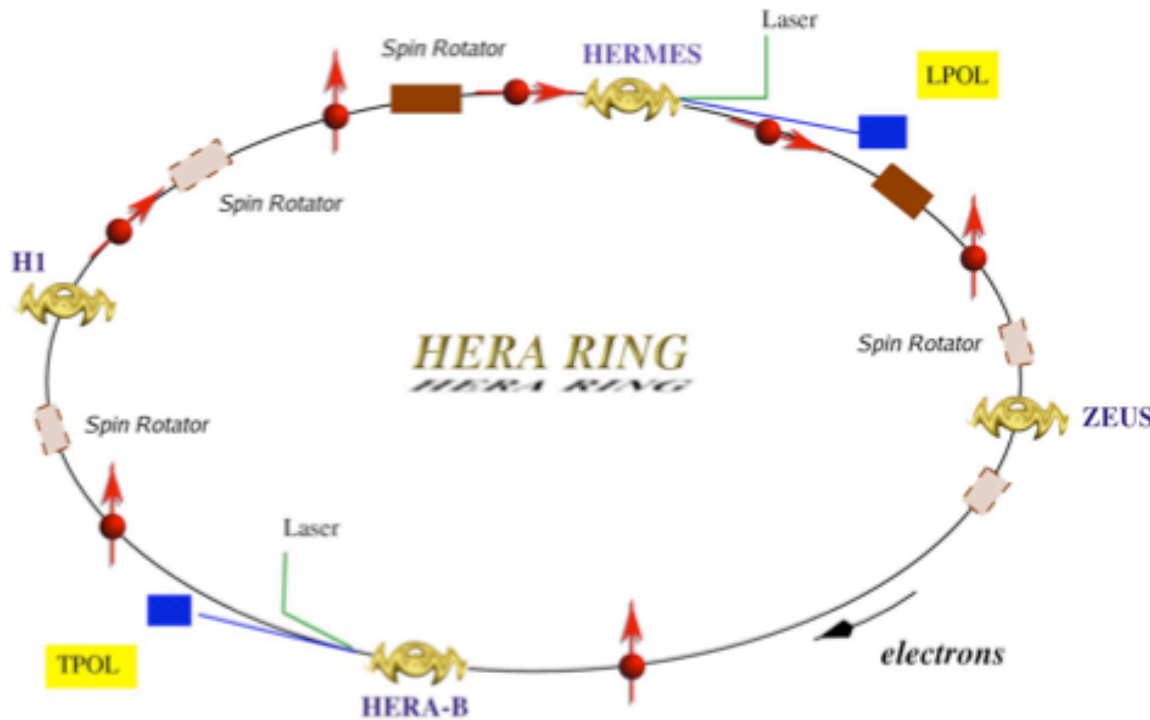 Laser
Spin Rotator
HERMES
LPOL
Spin Rotator
H1
HERA RING
HERA RING
Spin Rotator
ZEUS
Spin Rotator
Laser
TPOL
electrons
HERA-B